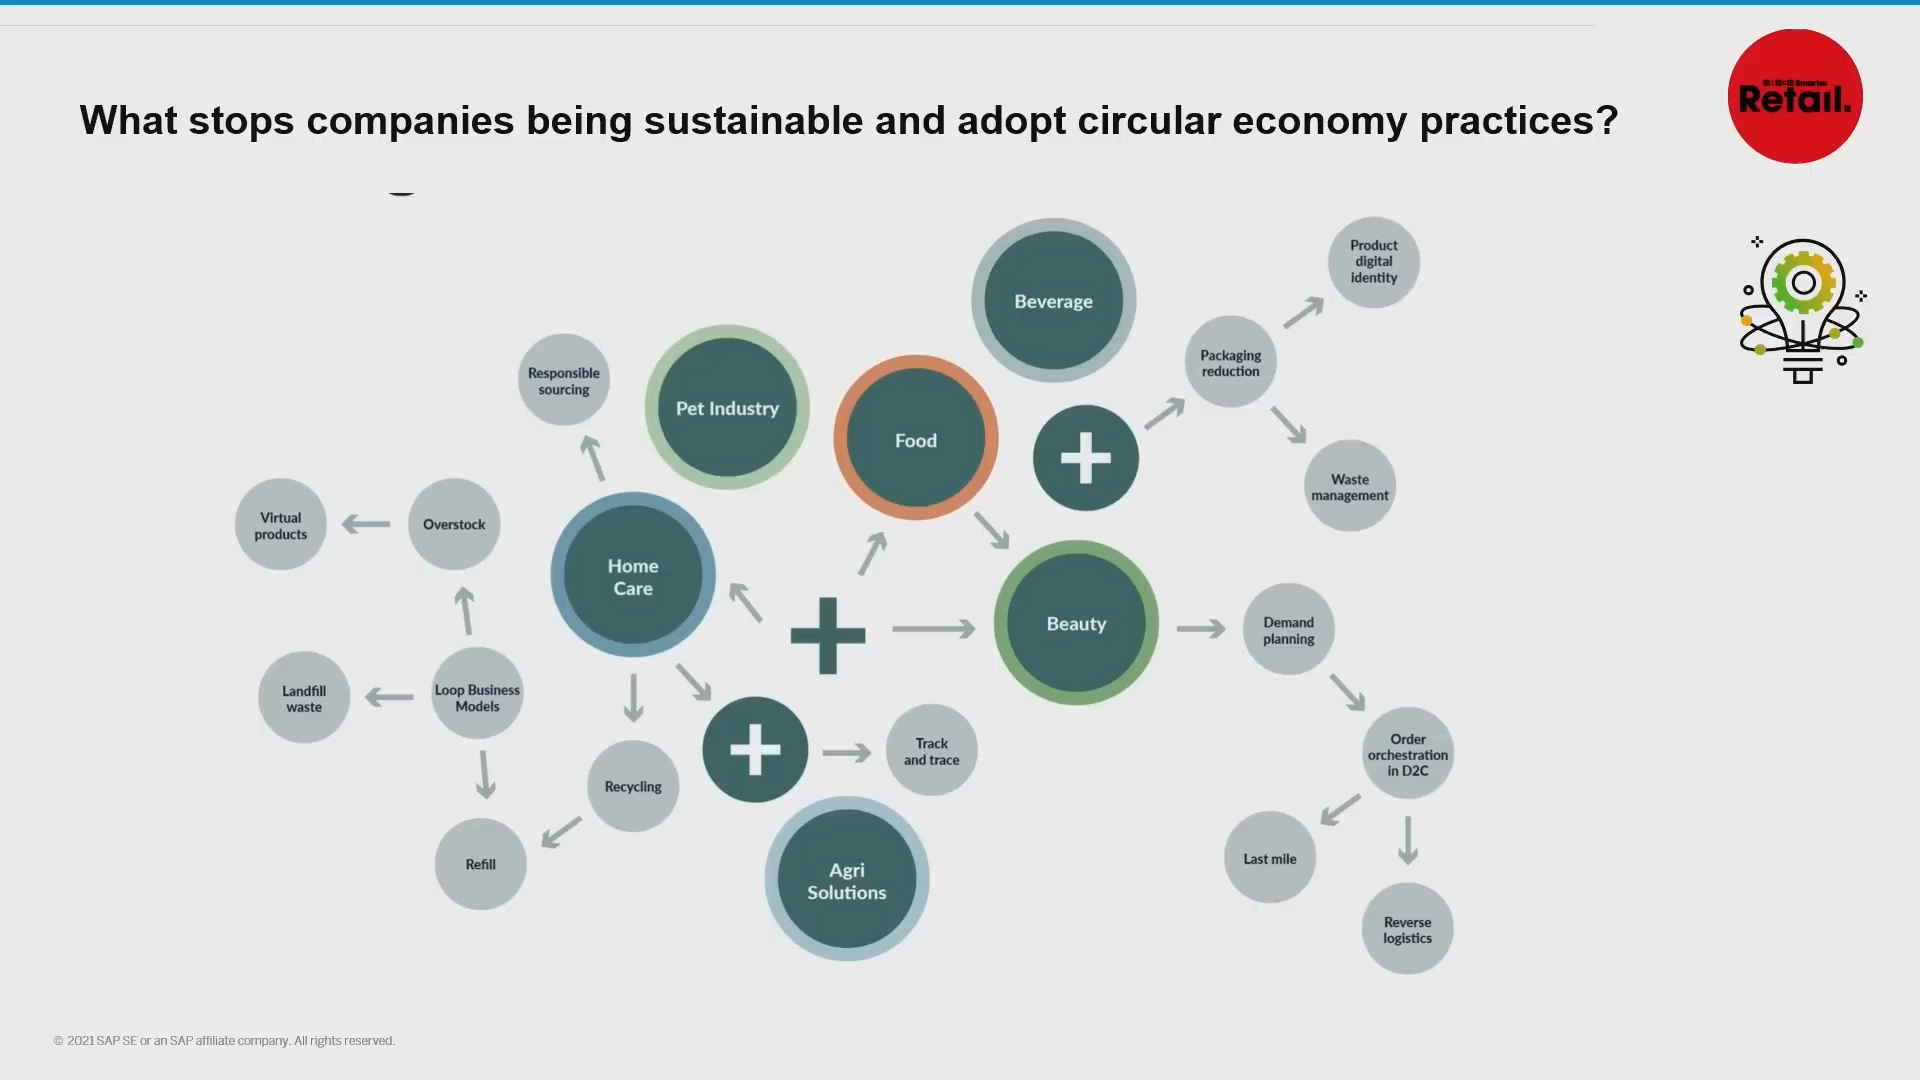 What stops companies being sustainable and adopt circular economy practices?
Smarter
Retail.
Beverage
Product
digital
identity
Packaging
reduction
Responsible
sourcing
Pet Industry
Food
Waste
management
Virtual
products
Overstock
Home
Care
Beauty
Demand
planning
Landfill
waste
Loop Business
Models
Track
and trace
Order
orchestration
in D2C
Recycling
Refill
Agri
Solutions
Last mile
Reverse
logistics
© 2021 SAP SE or an SAP affiliate company. All rights reserved.